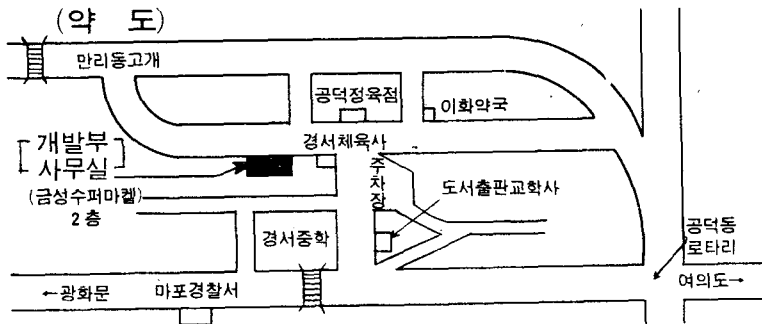 (약 도)
만리동고개
공덕정육점
이화약국
경서체육사
개발부
사무실
(금성수퍼마켙)
2층
주차장
도서출판교학사
경서중학
공덕동
로타리
여의도→
←광화문
마포경찰서